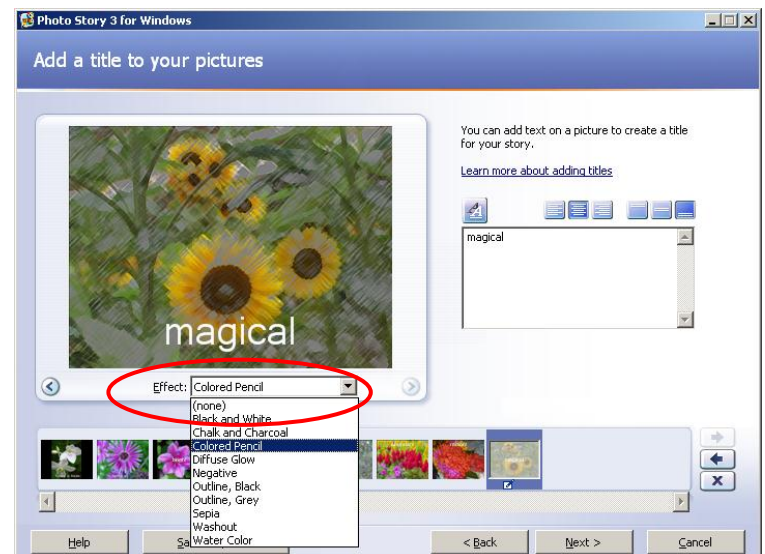 Photo Story 3 for Windows
Add a title to your pictures
You can add text on a picture to create a title
for your story.
Learn more about adding titles
magical
magical
Effect: Colored Pencil
(none)
Black and White
Chalk and Charcoal
Colored Pencil
Diffuse Glow
Negative
Outline, Black
Outline, Grey
Sepia
Washout
Water Color
Help
< Back
Next >
Cancel